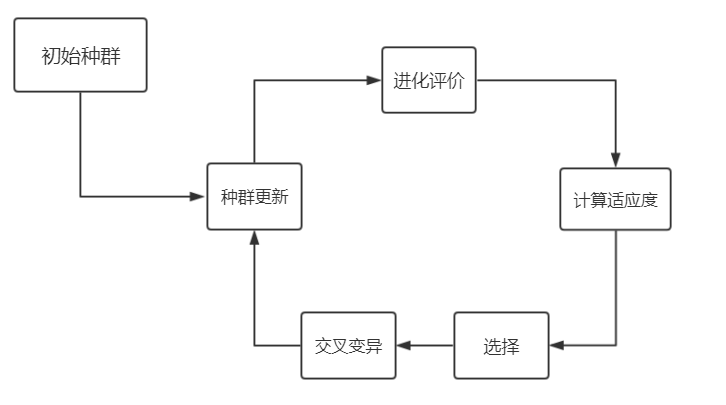 初始种群
进化评价
种群更新
计算适应度
交叉变异
选择